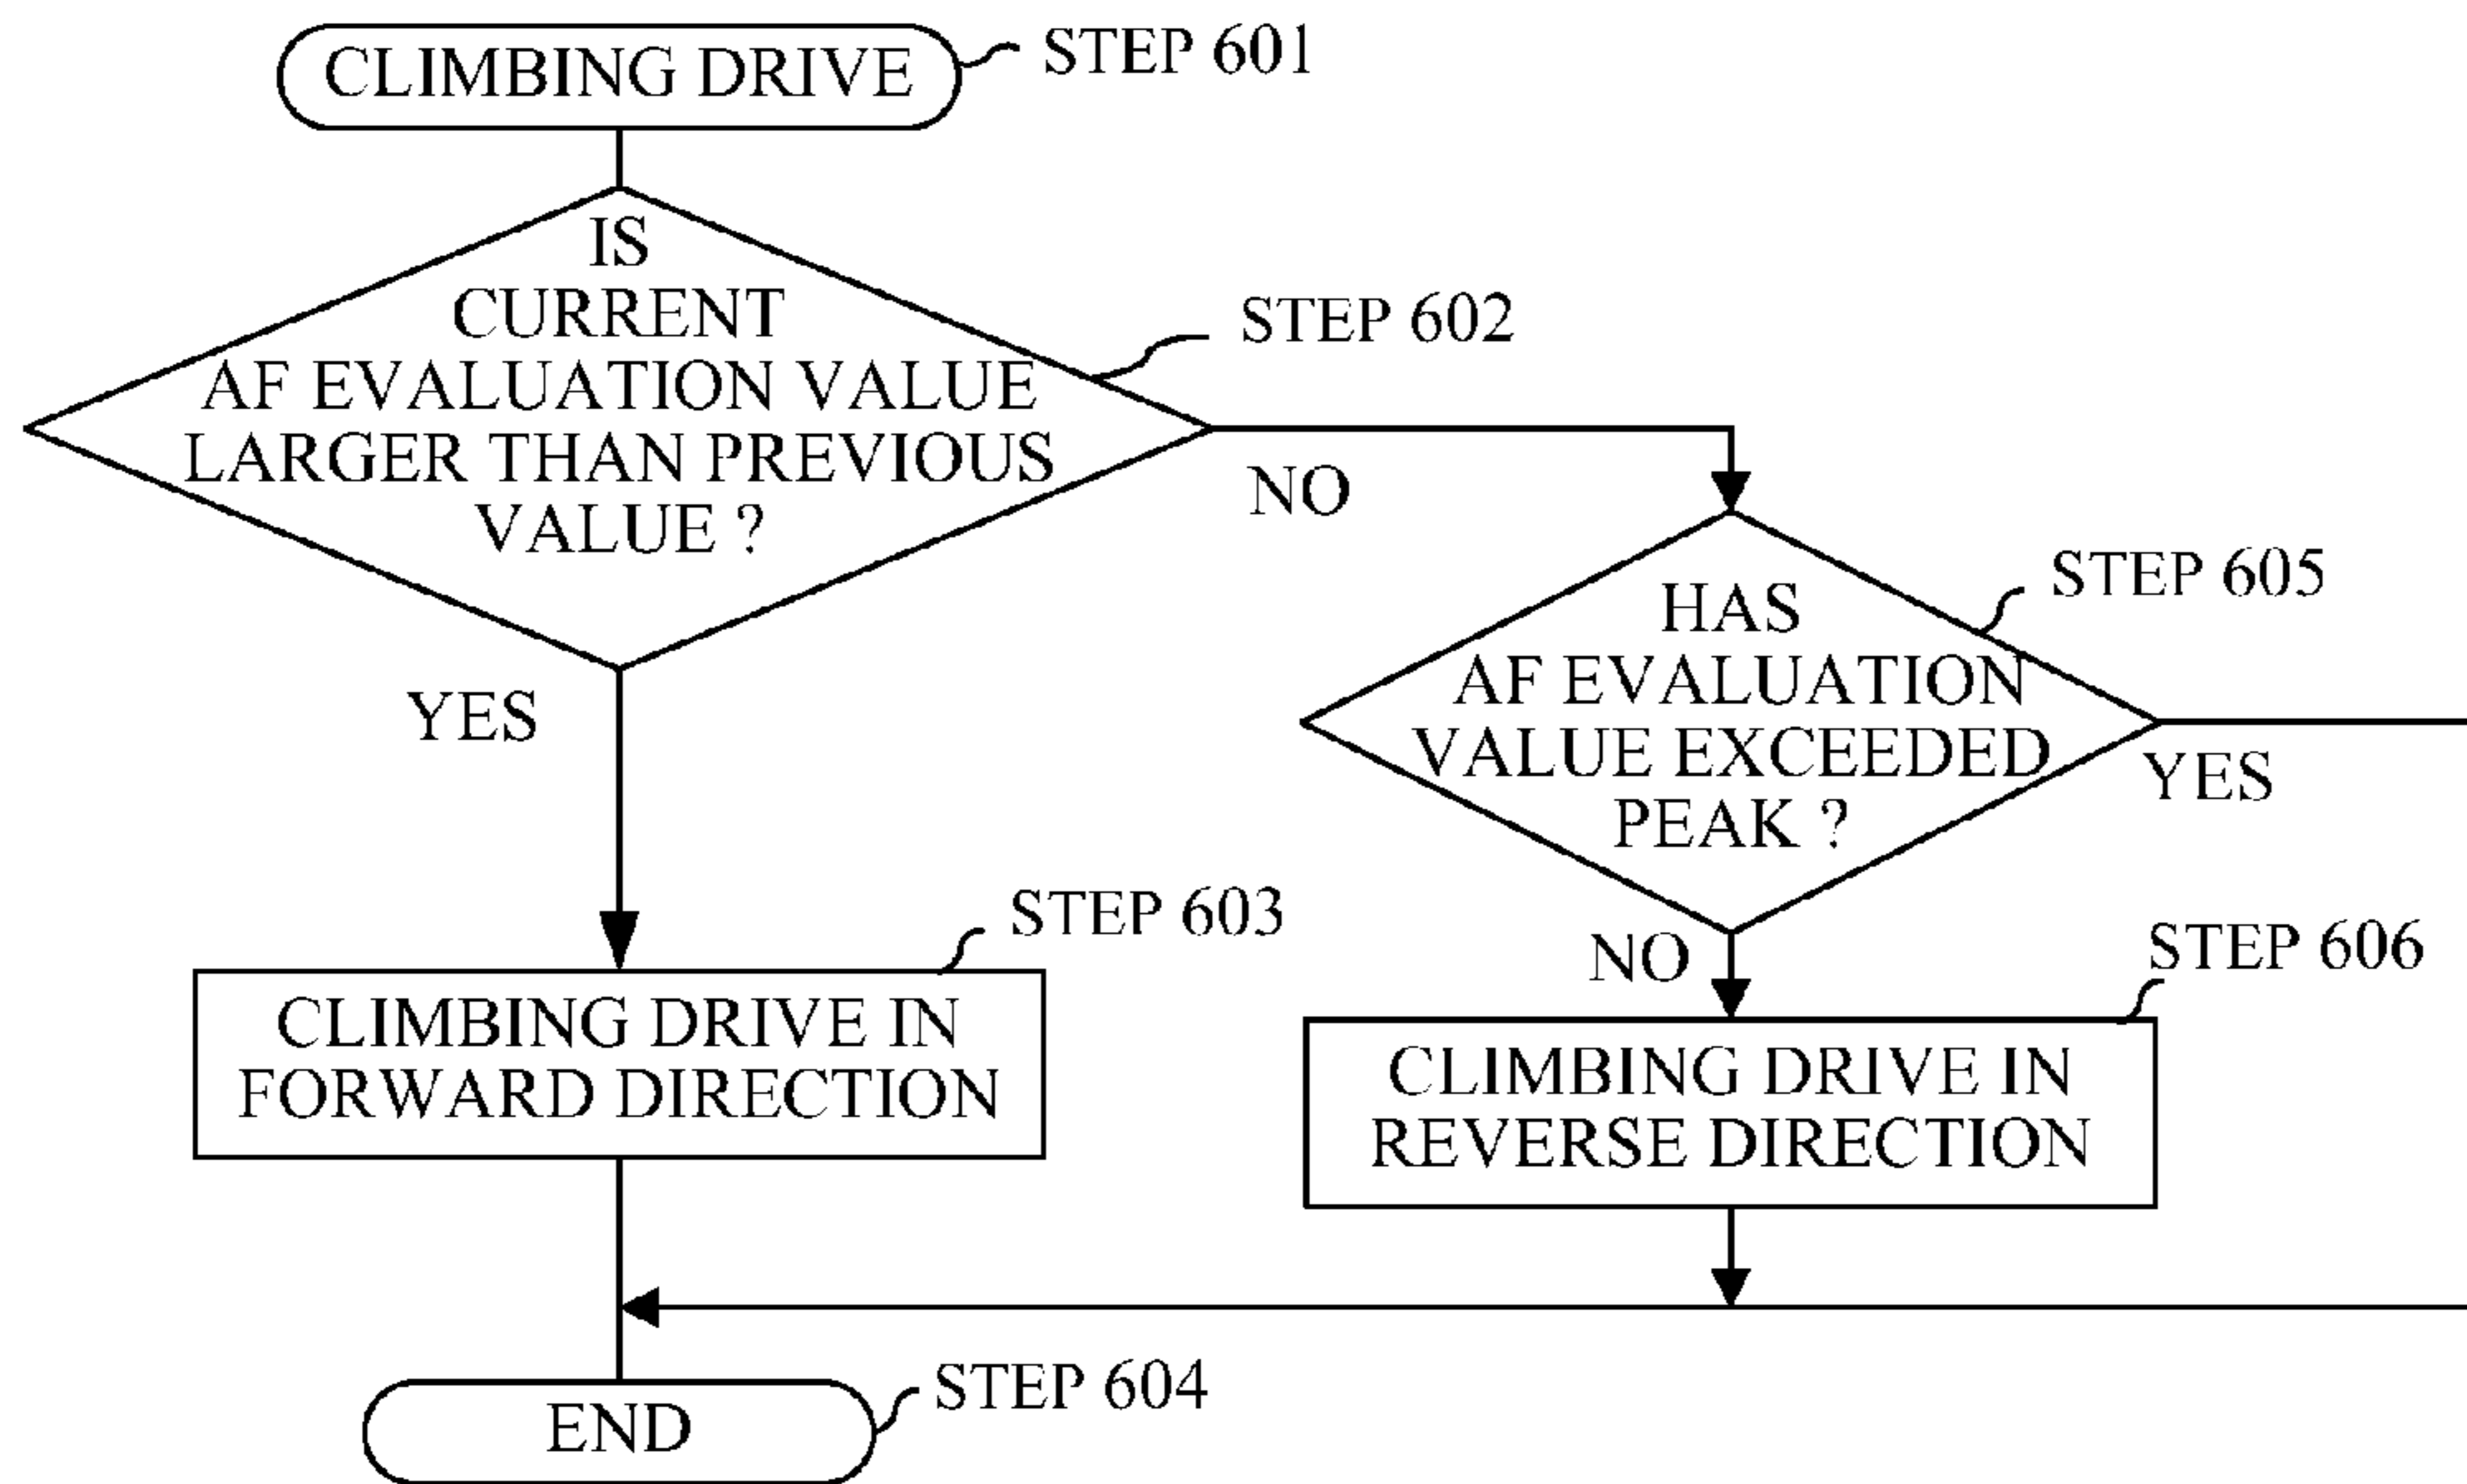 CLIMBING DRIVE
STEP 601
IS
CURRENT
AF EVALUATION VALUE
LARGER THAN PREVIOUS
VALUE ?
STEP 602
NO
YES
HAS
AF EVALUATION
VALUE EXCEEDED
PEAK ?
STEP 605
YES
NO
STEP 603
CLIMBING DRIVE IN
FORWARD DIRECTION
STEP 606
CLIMBING DRIVE IN
REVERSE DIRECTION
END
STEP 604